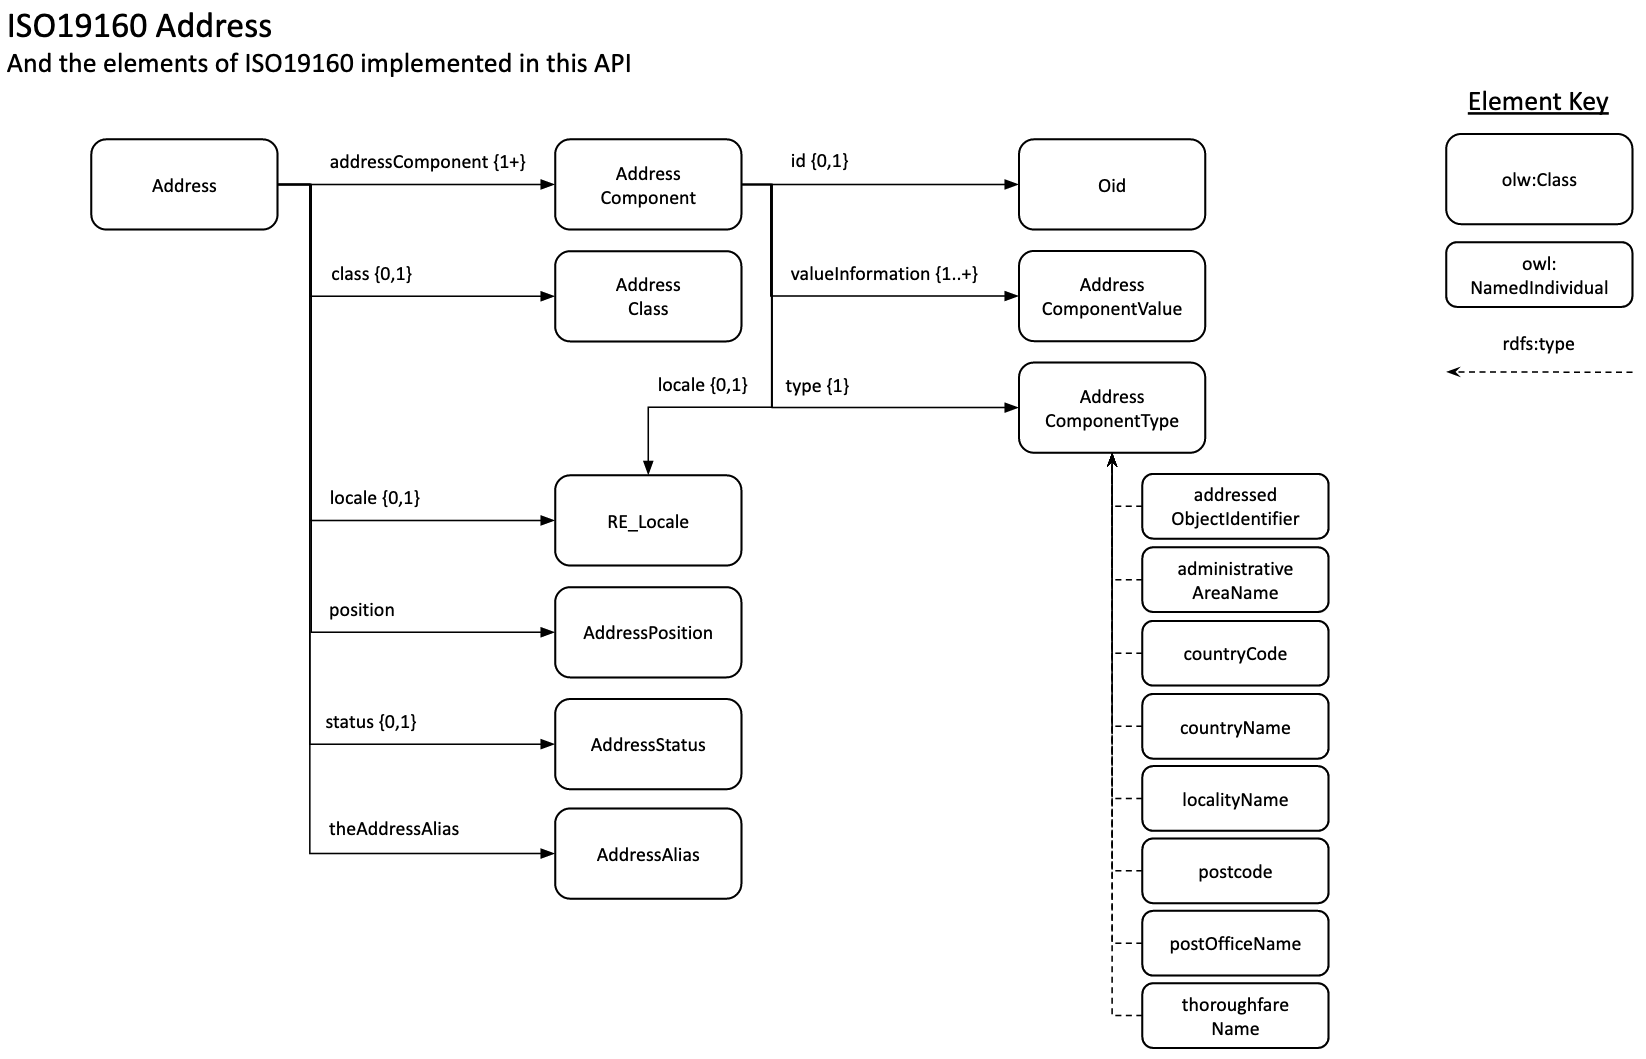 ISO19160 Address
And the elements of ISO19160 implemented in this API
Element Key
olw:Class
owl:
NamedIndividual
rdfs:type
Address
addressComponent {1+}
Address
Component
id {0,1}
Oid
class {0,1}
Address
Class
valueInformation {1..+}
Address
ComponentValue
locale {0,1}
type {1}
Address
ComponentType
locale {0,1}
RE_Locale
position
AddressPosition
status {0,1}
AddressStatus
theAddressAlias
AddressAlias
addressed
ObjectIdentifier
administrative
AreaName
countryCode
countryName
localityName
postcode
postOfficeName
thoroughfare
Name